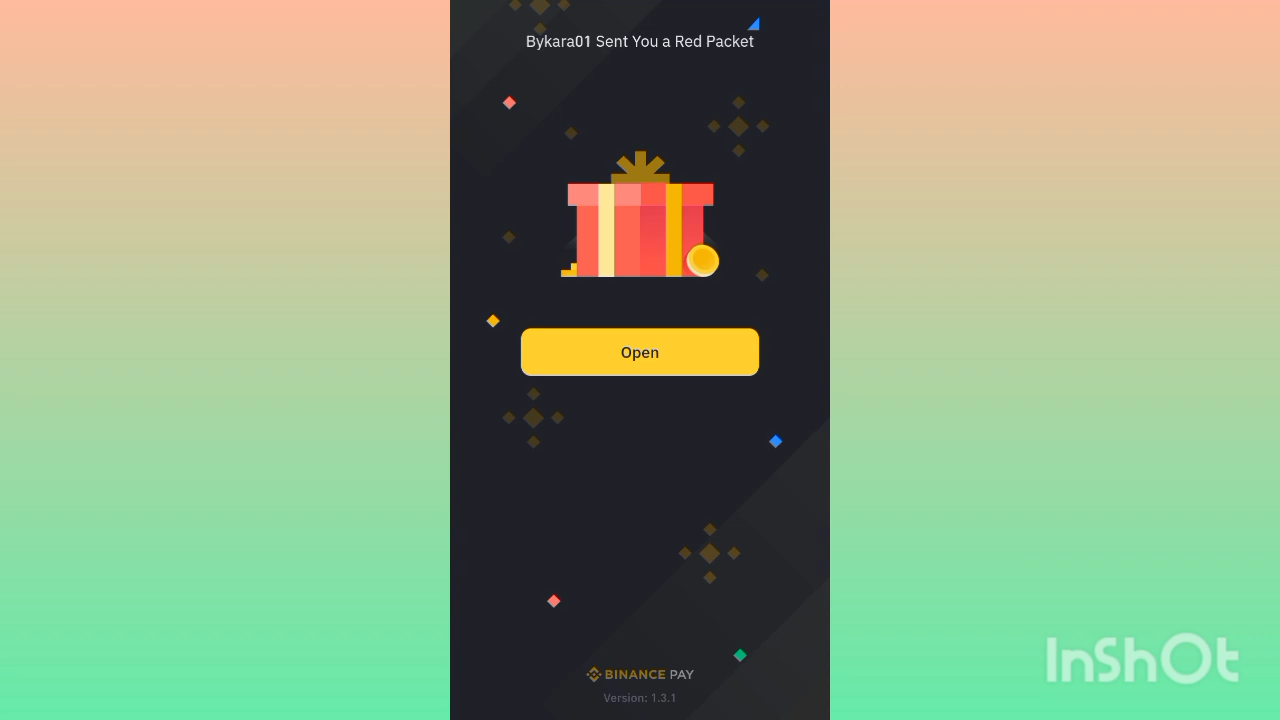 Bykara01 Sent You a Red Packet
Open
BINANCE PAY
Version: 1.3.1
InShOt